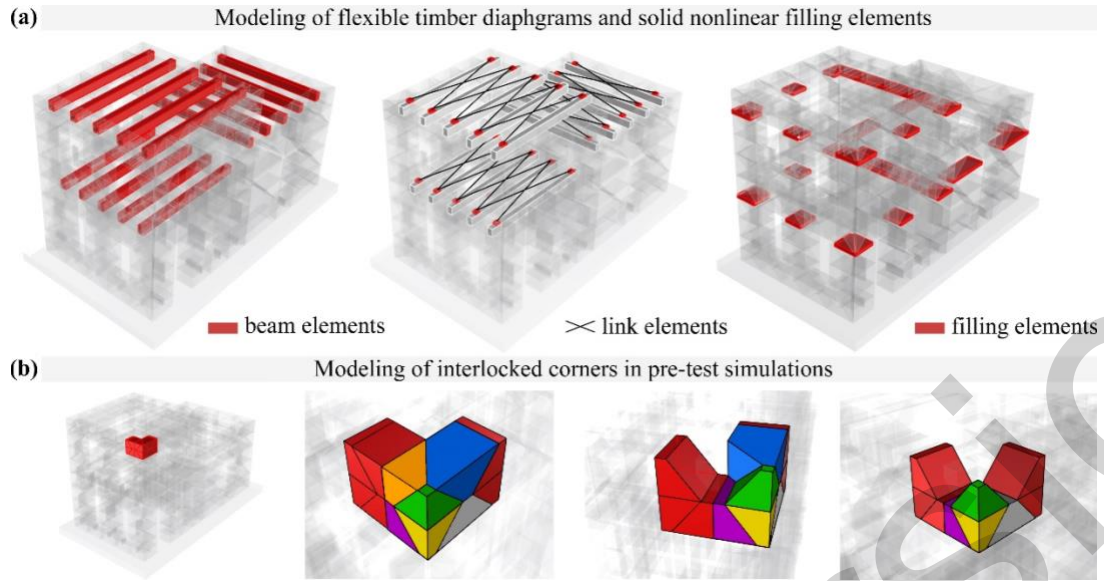 (a) Modeling of flexible timber diaphgrams and solid nonlinear filling elements
beam elements
link elements
filling elements
(b) Modeling of interlocked corners in pre-test simulations